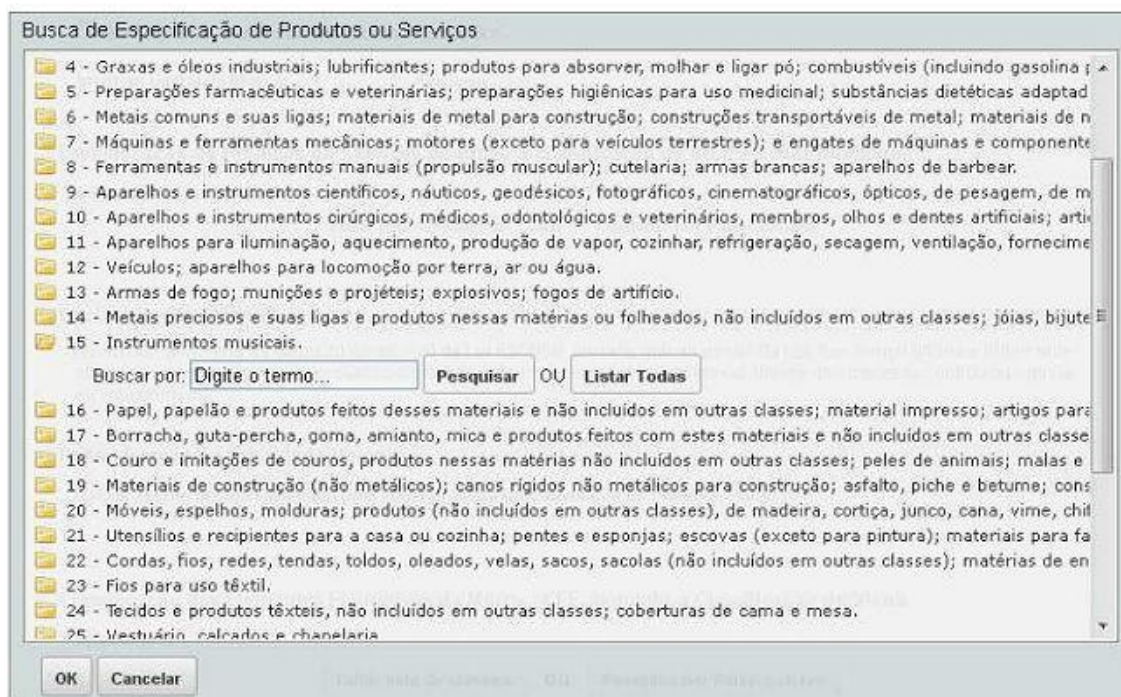 Busca de Especificação de Produtos ou Serviços
4 - Graxas e óleos industriais; lubrificantes; produtos para absorver, molhar e ligar pó; combustíveis (incluindo gasolina
5 - Preparações farmacêuticas e veterinárias; preparações higiênicas para uso medicinal; substâncias dietéticas adaptad
6 - Metais comuns e suas ligas; materiais de metal para construção; construções transportáveis de metal; materiais de
7 - Máquinas e ferramentas mecânicas; motores (exceto para veículos terrestres); e engates de máquinas e componente
8 - Ferramentas e instrumentos manuais (propulsão muscular); cutelaria; armas brancas; aparelhos de barbear.
9 - Aparelhos e instrumentos científicos, náuticos, geodésicos, fotográficos, cinematográficos, ópticos, de pesagem, de m
10 - Aparelhos e instrumentos cirúrgicos, médicos, odontológicos e veterinários, membros, olhos e dentes artificiais; arti
11 - Aparelhos para iluminação, aquecimento, produção de vapor, cozinhar, refrigeração, secagem, ventilação, fornecime
12 - Veículos; aparelhos para locomoção por terra, ar ou água.
13 - Armas de fogo; munições e projéteis; explosivos; fogos de artifício.
14 - Metais preciosos e suas ligas e produtos nessas matérias ou folheados, não incluídos em outras classes; jóias, bijute
15 - Instrumentos musicais.
Buscar por: Digite o termo... Pesquisar OU Listar Todas
16 - Papel, papelão e produtos feitos desses materiais e não incluídos em outras classes; material impresso; artigos para
17 - Borracha, guta-percha, goma, amianto, mica e produtos feitos com estes materiais e não incluídos em outras classe
18 - Couro e imitações de couros, produtos nessas matérias não incluídos em outras classes; peles de animais; malas e
19 - Materiais de construção (não metálicos); canos rígidos não metálicos para construção; asfalto, piche e betume; cons
20 - Móveis, espelhos, molduras; produtos (não incluídos em outras classes), de madeira, cortiça, junco, cana, vime, chif
21 - Utensílios e recipientes para a casa ou cozinha; pentes e esponjas; escovas (exceto para pintura); materiais para fa
22 - Cordas, fios, redes, tendas, toldos, oleados, velas, sacos, sacolas (não incluídos em outras classes); matérias de en
23 - Fios para uso têxtil.
24 - Tecidos e produtos têxteis, não incluídos em outras classes; coberturas de cama e mesa.
25 - Vestuário, calçados e chapelaria
OK Cancelar